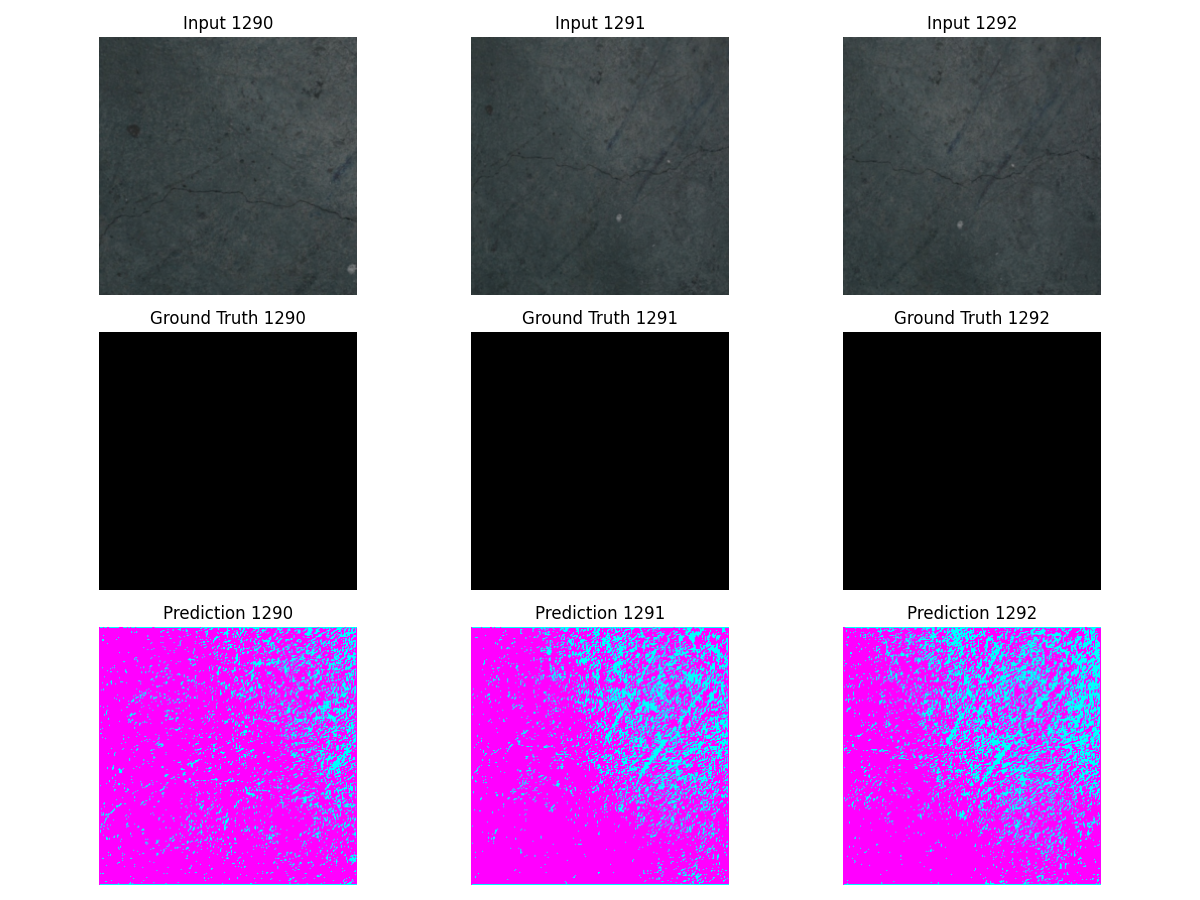 Input 1290
Input 1291
Input 1292
Ground Truth 1290
Ground Truth 1291
Ground Truth 1292
Prediction 1290
Prediction 1291
Prediction 1292